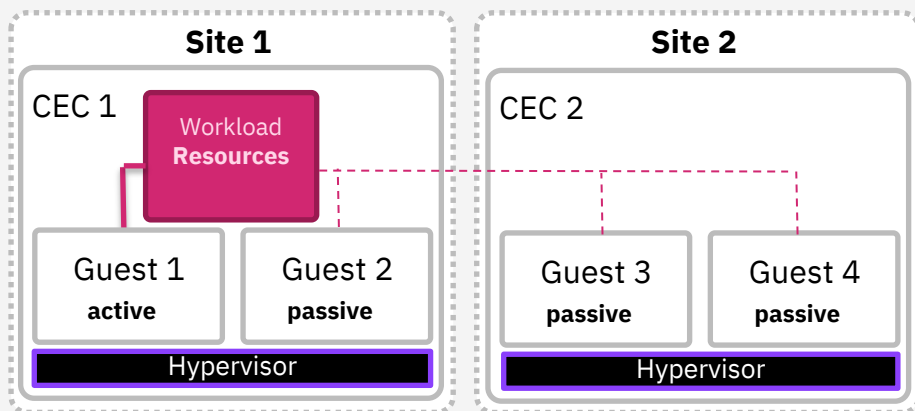 Site 1
CEC 1
Workload
Resources
Guest 1
active
Guest 2
passive
Hypervisor
Site 2
CEC 2
Guest 3
passive
Guest 4
passive
Hypervisor